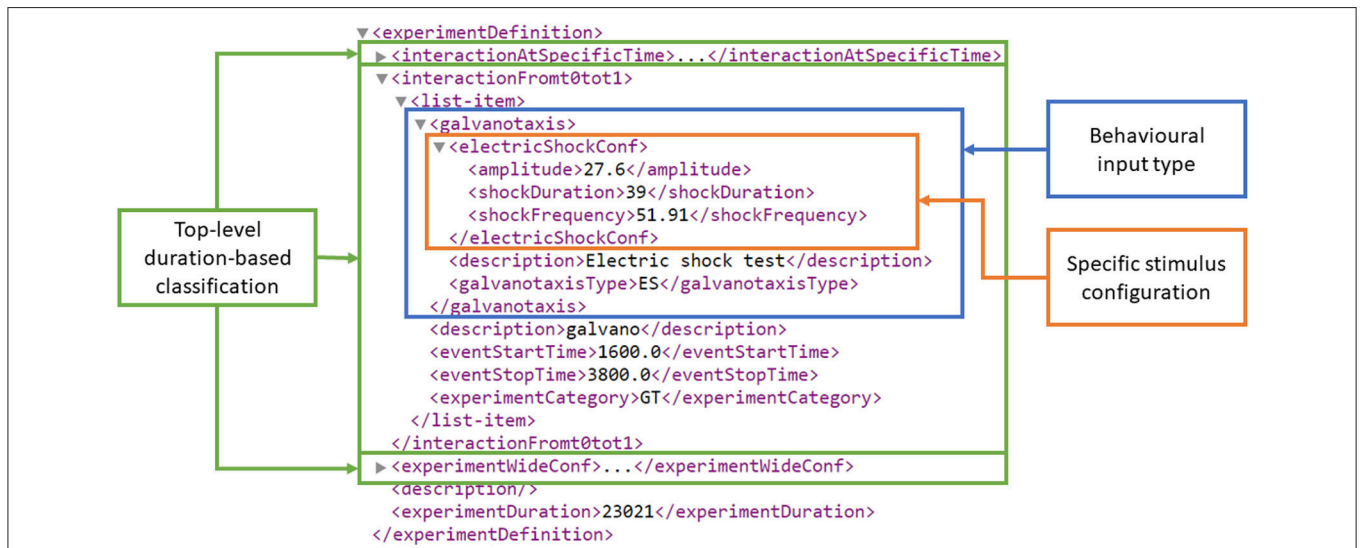 <experimentDefinition>
<interactionAtSpecificTime>...</interactionAtSpecificTime>
<interactionFromt0tot1>
<list-item>
<galvanotaxis>
<electricShockConf>
<amplitude>27.6</amplitude>
<shockDuration>39</shockDuration>
<shockFrequency>51.91</shockFrequency>
</electricShockConf>
<description>Electric shock test</description>
<galvanotaxisType>ES</galvanotaxisType>
</galvanotaxis>
<description>galvano</description>
<eventStartTime>1600.0</eventStartTime>
<eventStopTime>3800.0</eventStopTime>
<experimentCategory>GT</experimentCategory>
</list-item>
</interactionFromt0tot1>
<experimentWideConf>...</experimentWideConf>
<description/>
<experimentDuration>23021</experimentDuration>
</experimentDefinition>
Top-level
duration-based
classification
Behavioural
input type
Specific stimulus
configuration